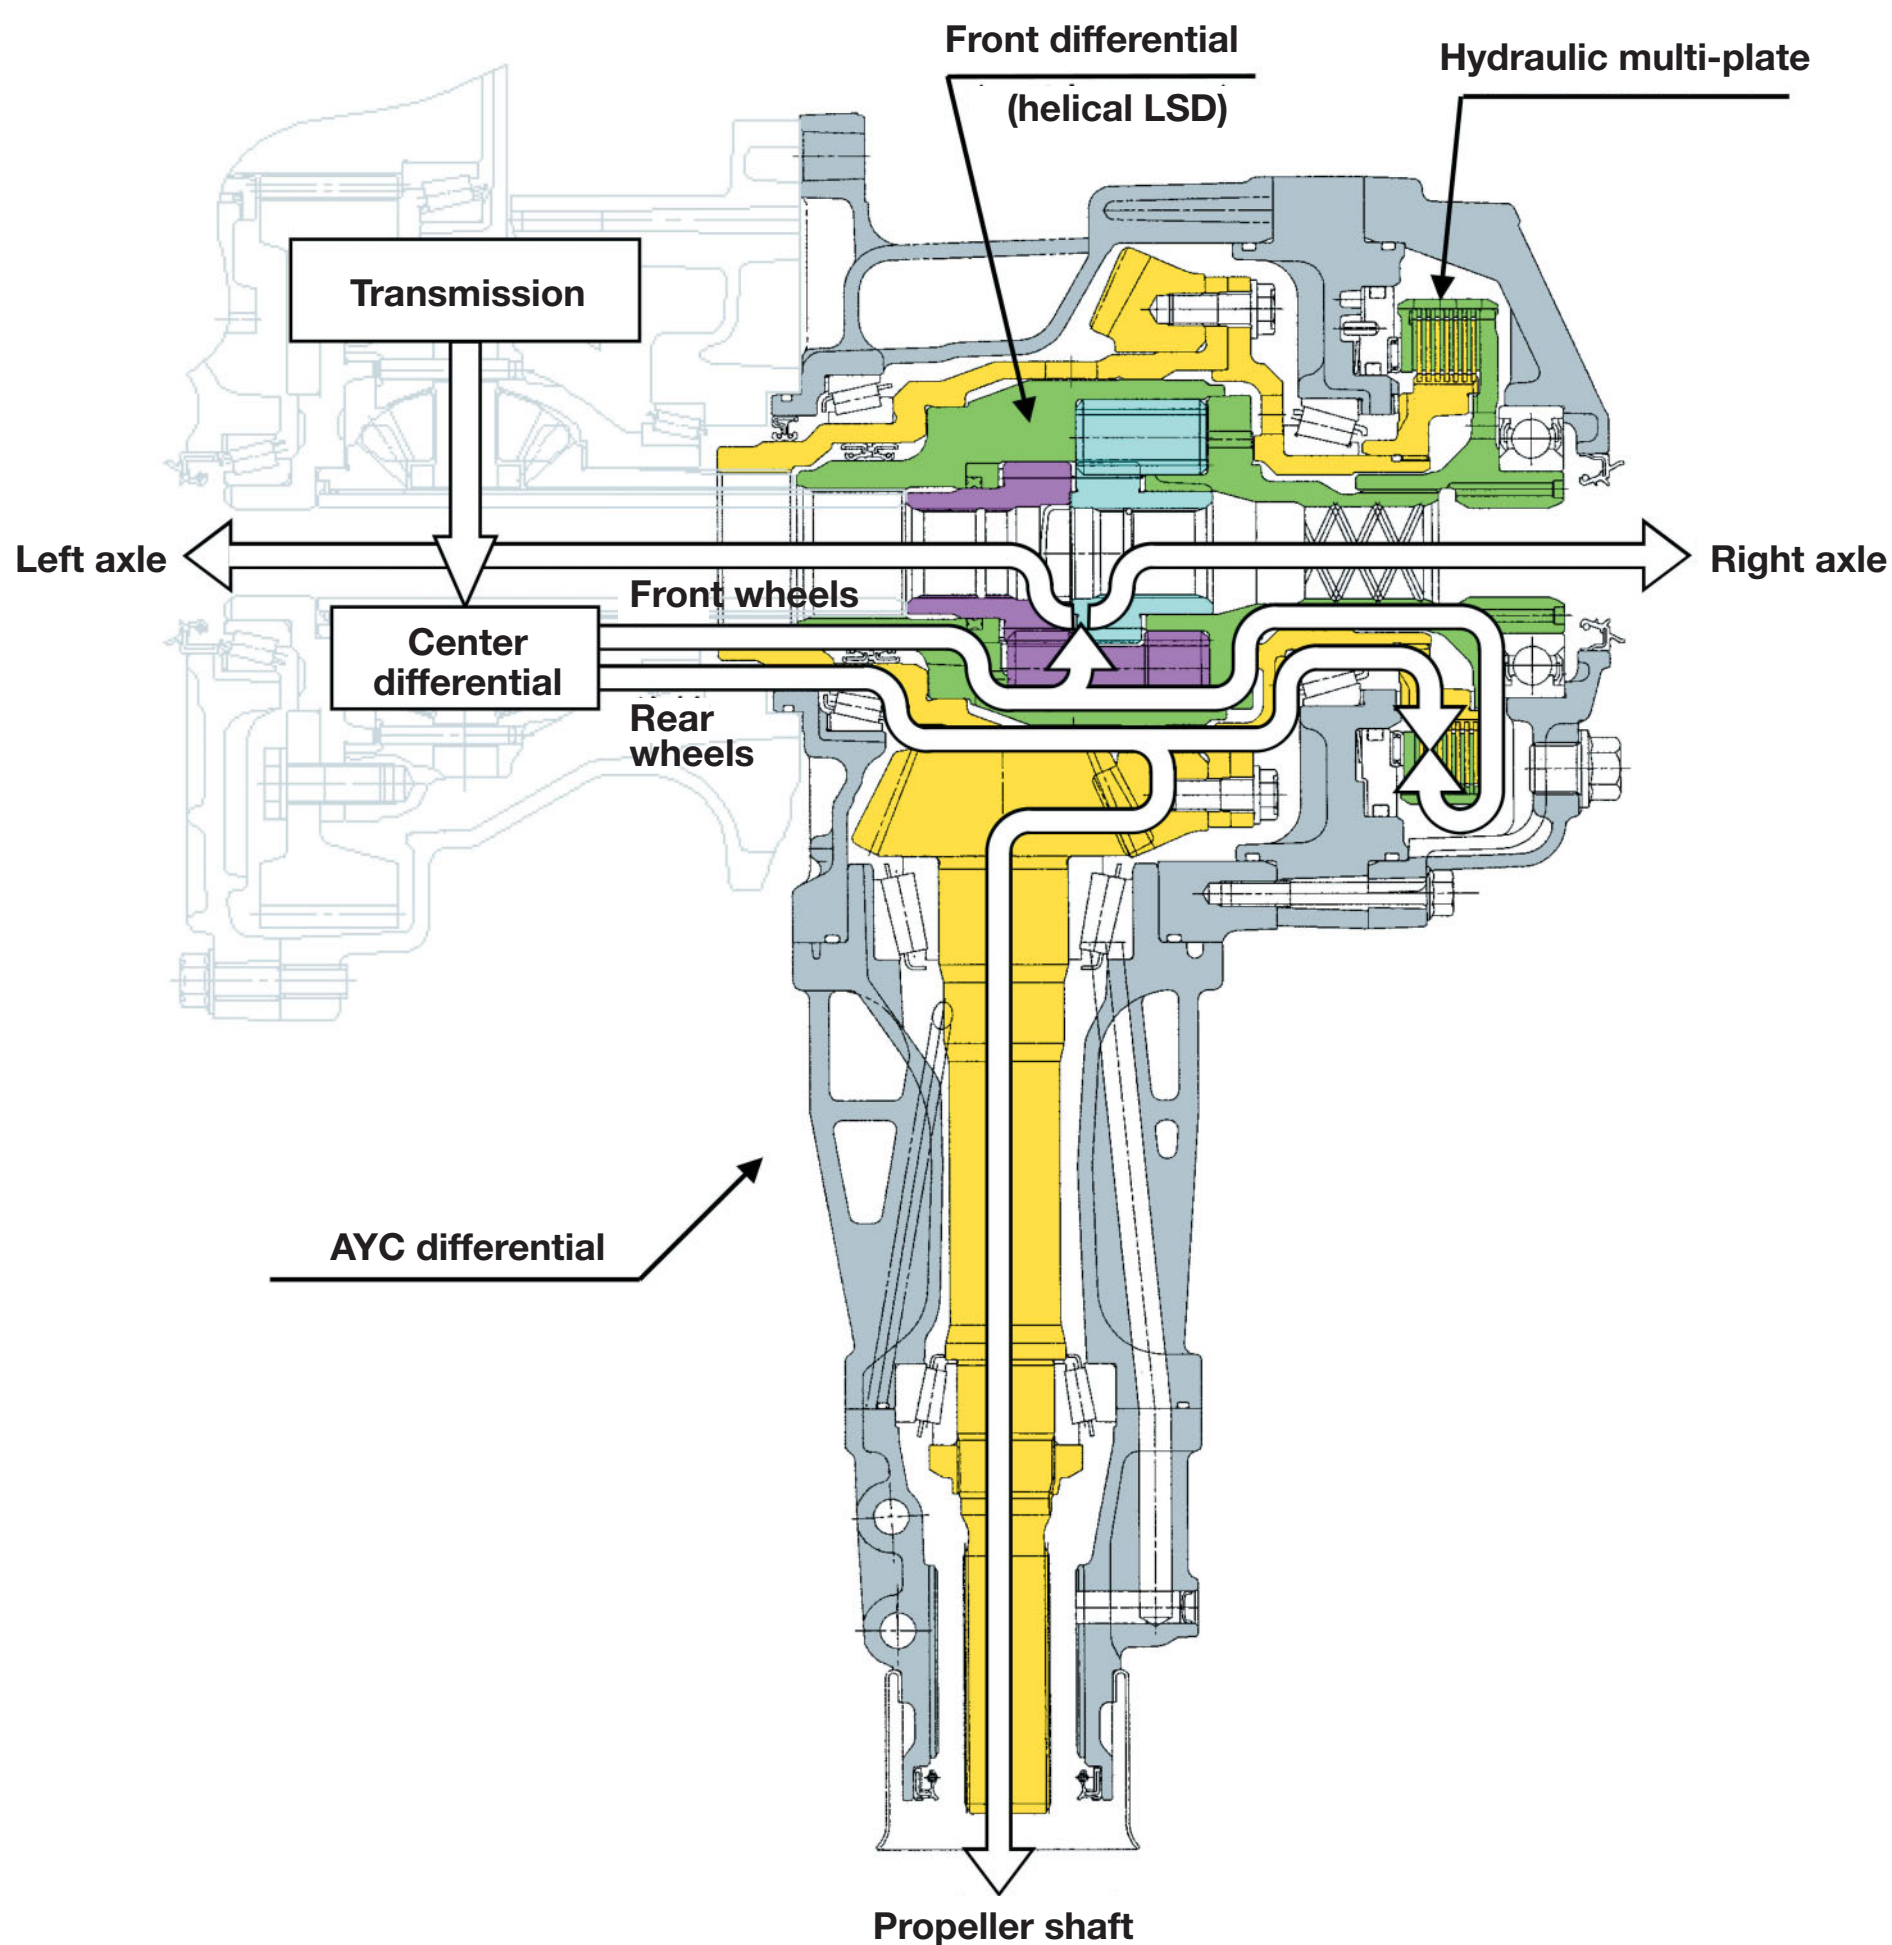 Front differential
(helical LSD)
Hydraulic multi-plate
Transmission
Left axle
Right axle
Front wheels
Center
differential
Rear
wheels
AYC differential
Propeller shaft